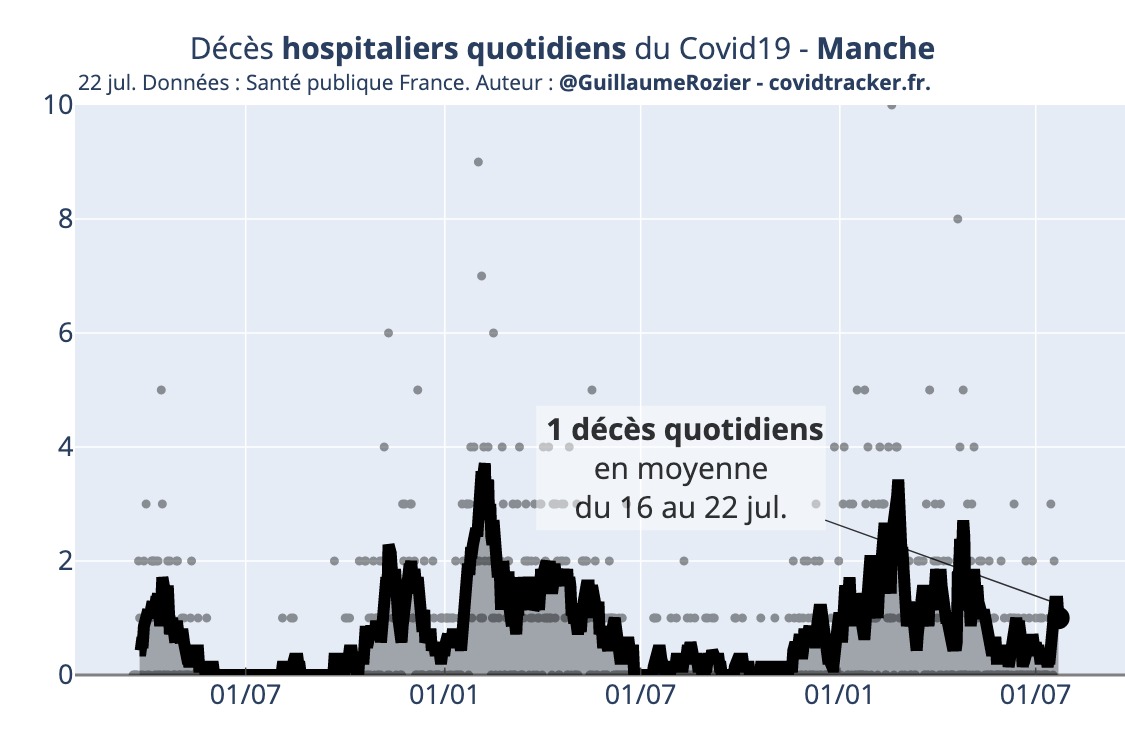 Décès hospitaliers quotidiens du Covid19 - Manche
22 jul. Données : Santé publique France. Auteur : @GuillaumeRozier - covidtracker.fr.
10
8
6
4
2
0
1 décès quotidiens
en moyenne
du 16 au 22 jul.
01/07 01/01 01/07 01/01 01/07